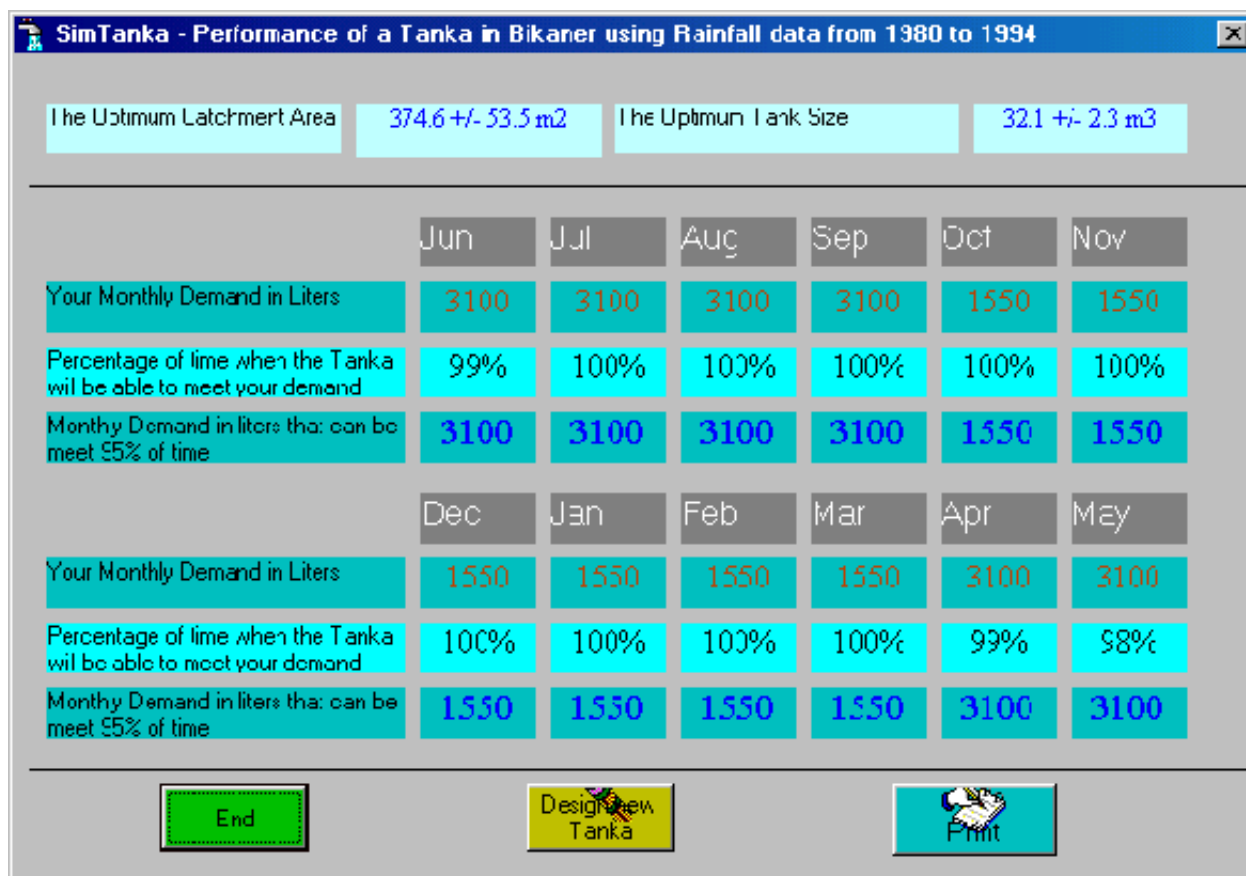 SimTanka - Performance of a Tanka in Bikaner using Rainfall data from 1980 to 1994
The Optimum Catchment Area 374.6 +/- 53.5 m2 The Optimum Tank Size 32.1 +/- 2.3 m3
Jun Jul Aug Sep Oct Nov
Your Monthly Demand in Liters 3100 3100 3100 3100 1550 1550
Percentage of time when the Tanka
will be able to meet your demand 99% 100% 100% 100% 100% 100%
Monthy Demand in liters that can be
meet 95% of time 3100 3100 3100 3100 1550 1550
Dec Jan Feb Mar Apr May
Your Monthly Demand in Liters 1550 1550 1550 1550 3100 3100
Percentage of time when the Tanka
will be able to meet your demand 100% 100% 100% 100% 99% 98%
Monthy Demand in liters that can be
meet 95% of time 1550 1550 1550 1550 3100 3100
End Design new Print
Tanka